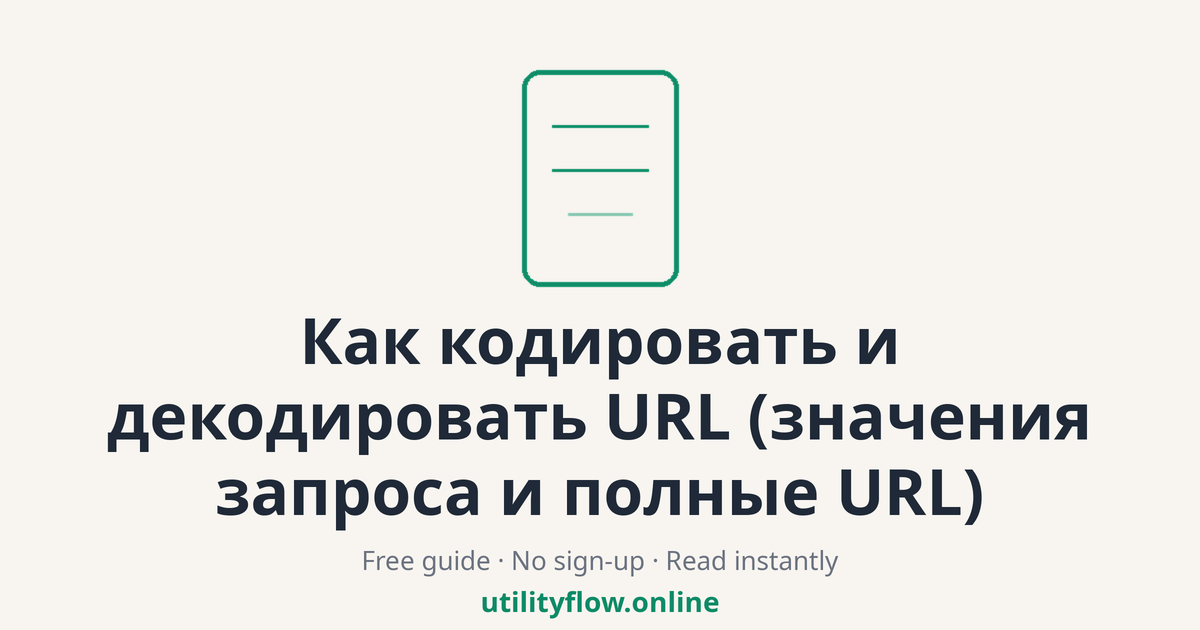 Как кодировать и
декодировать URL (значения
запроса и полные URL)
Free guide · No sign-up · Read instantly
utilityflow.online